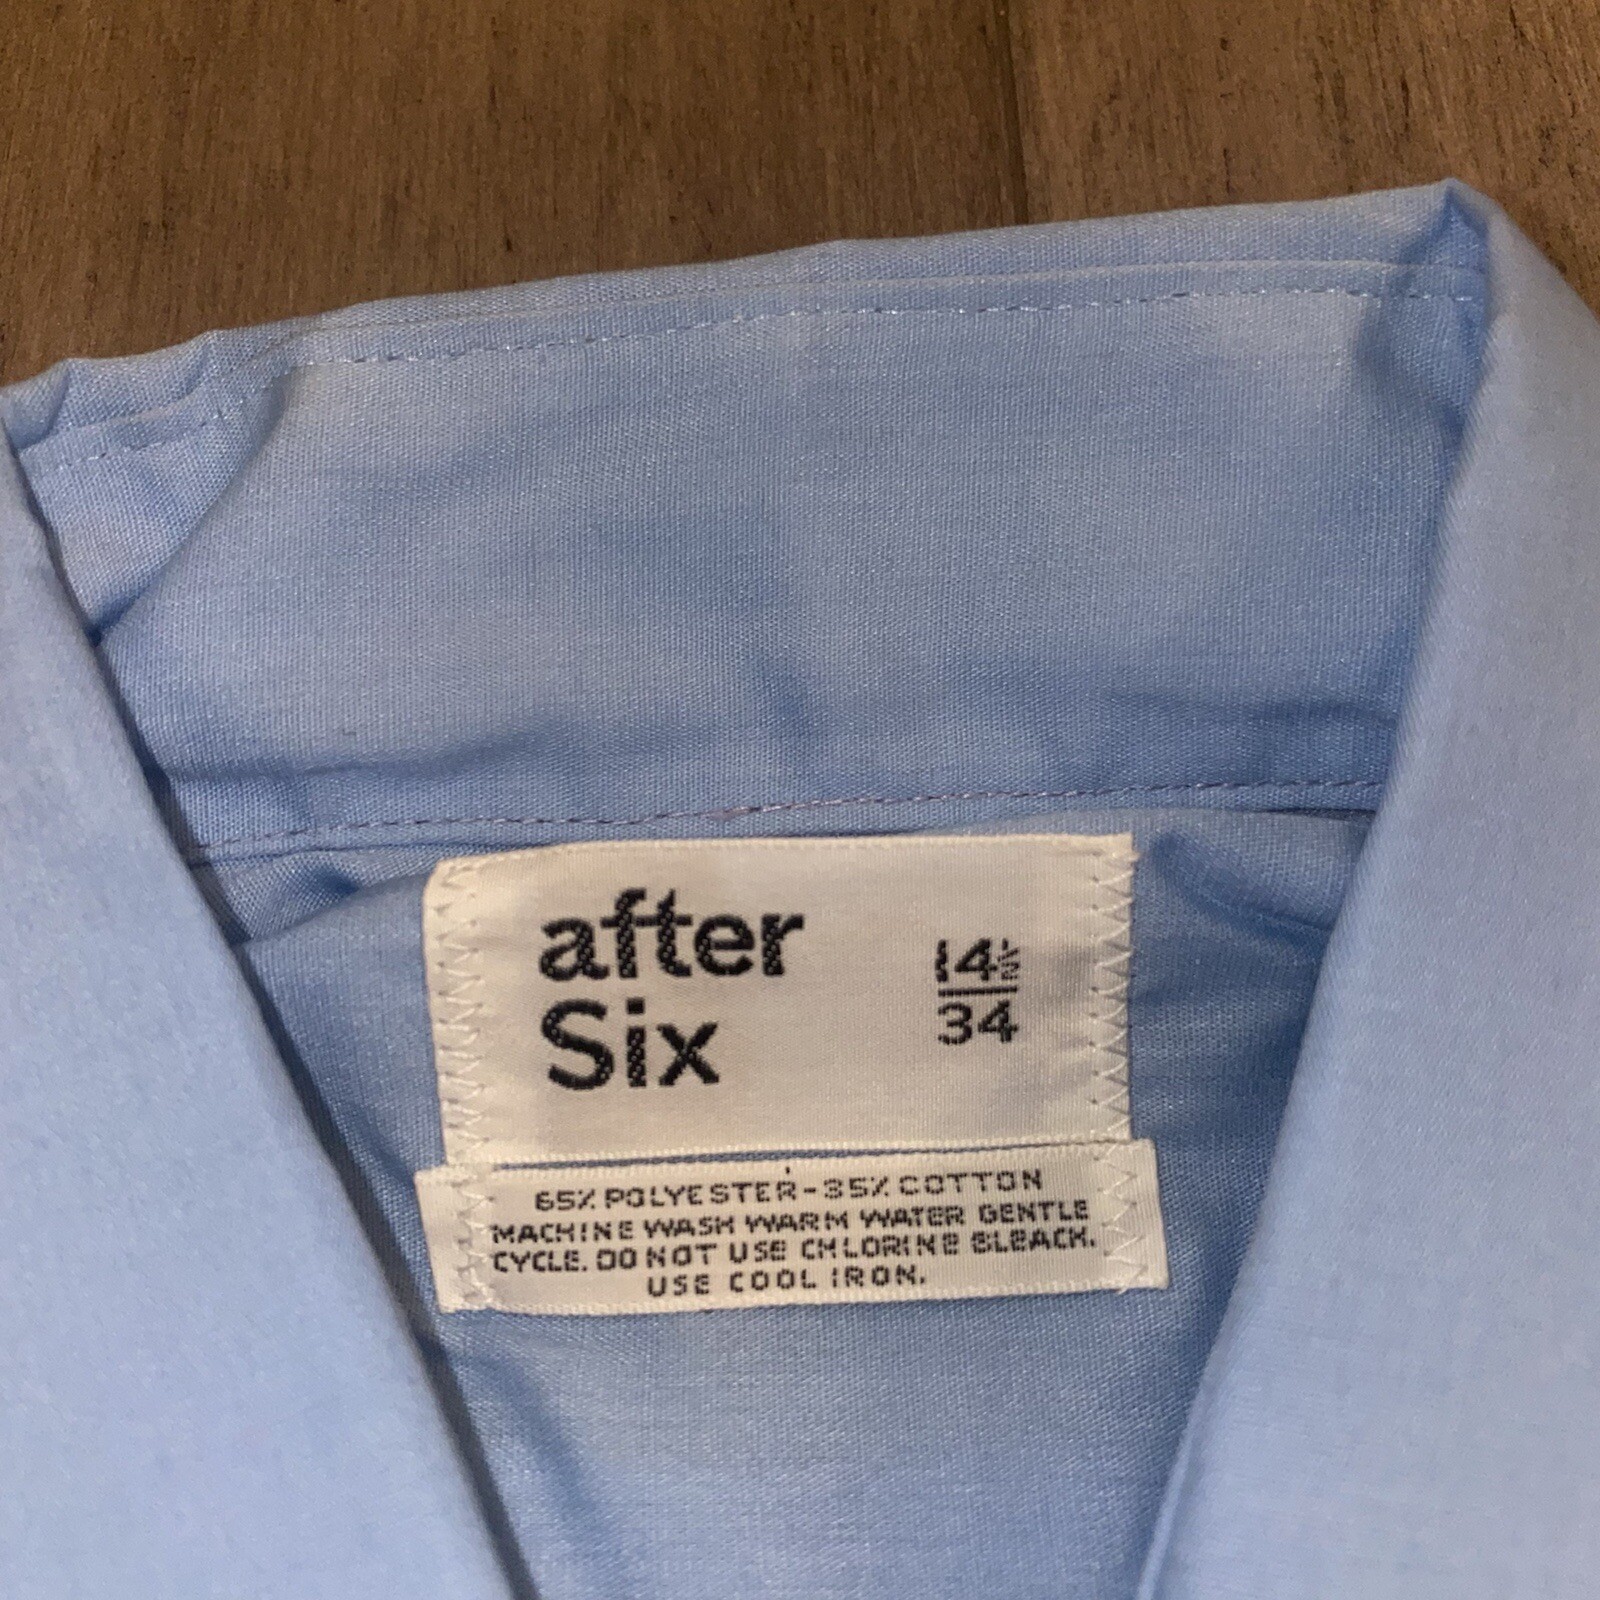 after
Six
14½
34
65% POLYESTER-35% COTTON
MACHINE WASH WARM WATER GENTLE
CYCLE. DO NOT USE CHLORINE BLEACH.
USE COOL IRON.